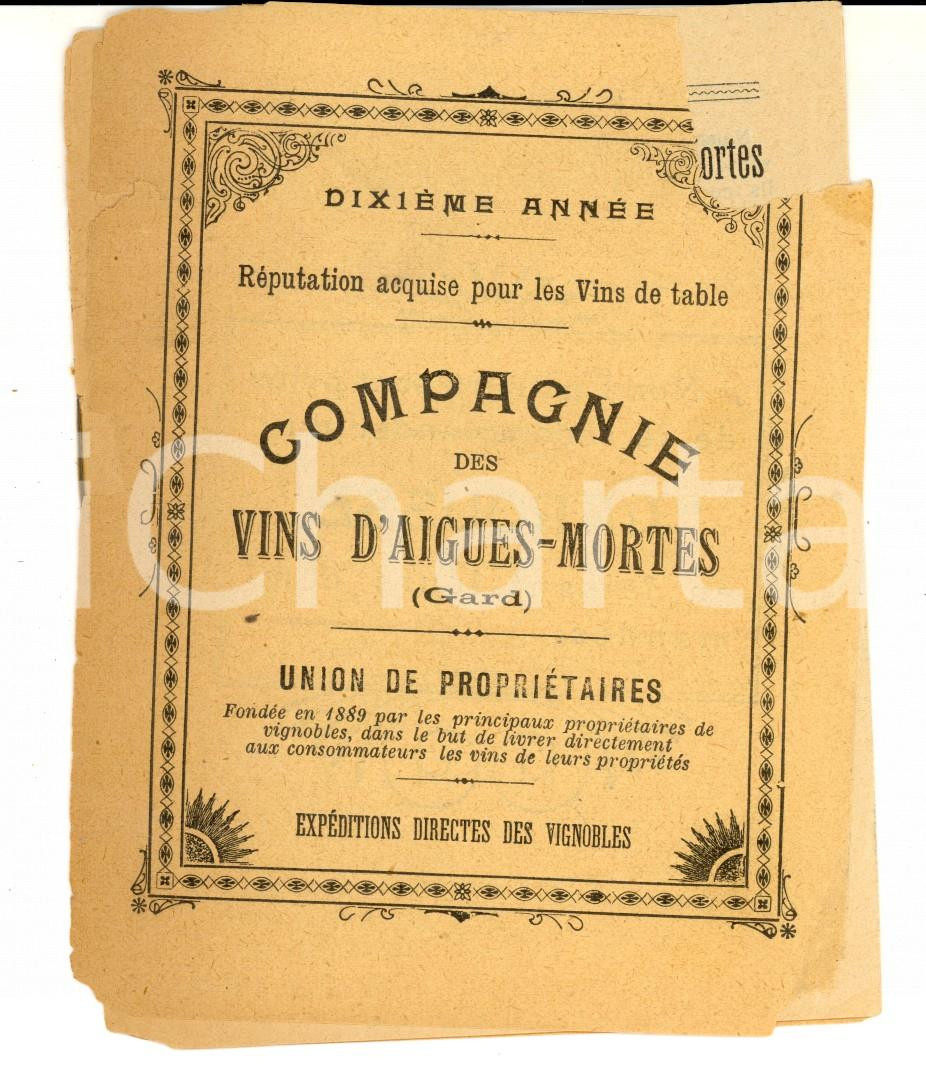 ortes
DIXIÈME ANNÉE
Réputation acquise pour les Vins de table
COMPAGNIE
DES
VINS D'AIGUES-MORTES
(Gard)
UNION DE PROPRIÉTAIRES
Fondée en 1889 par les principaux propriétaires de
vignobles, dans le but de livrer directement
aux consommateurs les vins de leurs propriétés
EXPÉDITIONS DIRECTES DES VIGNOBLES
iCharta